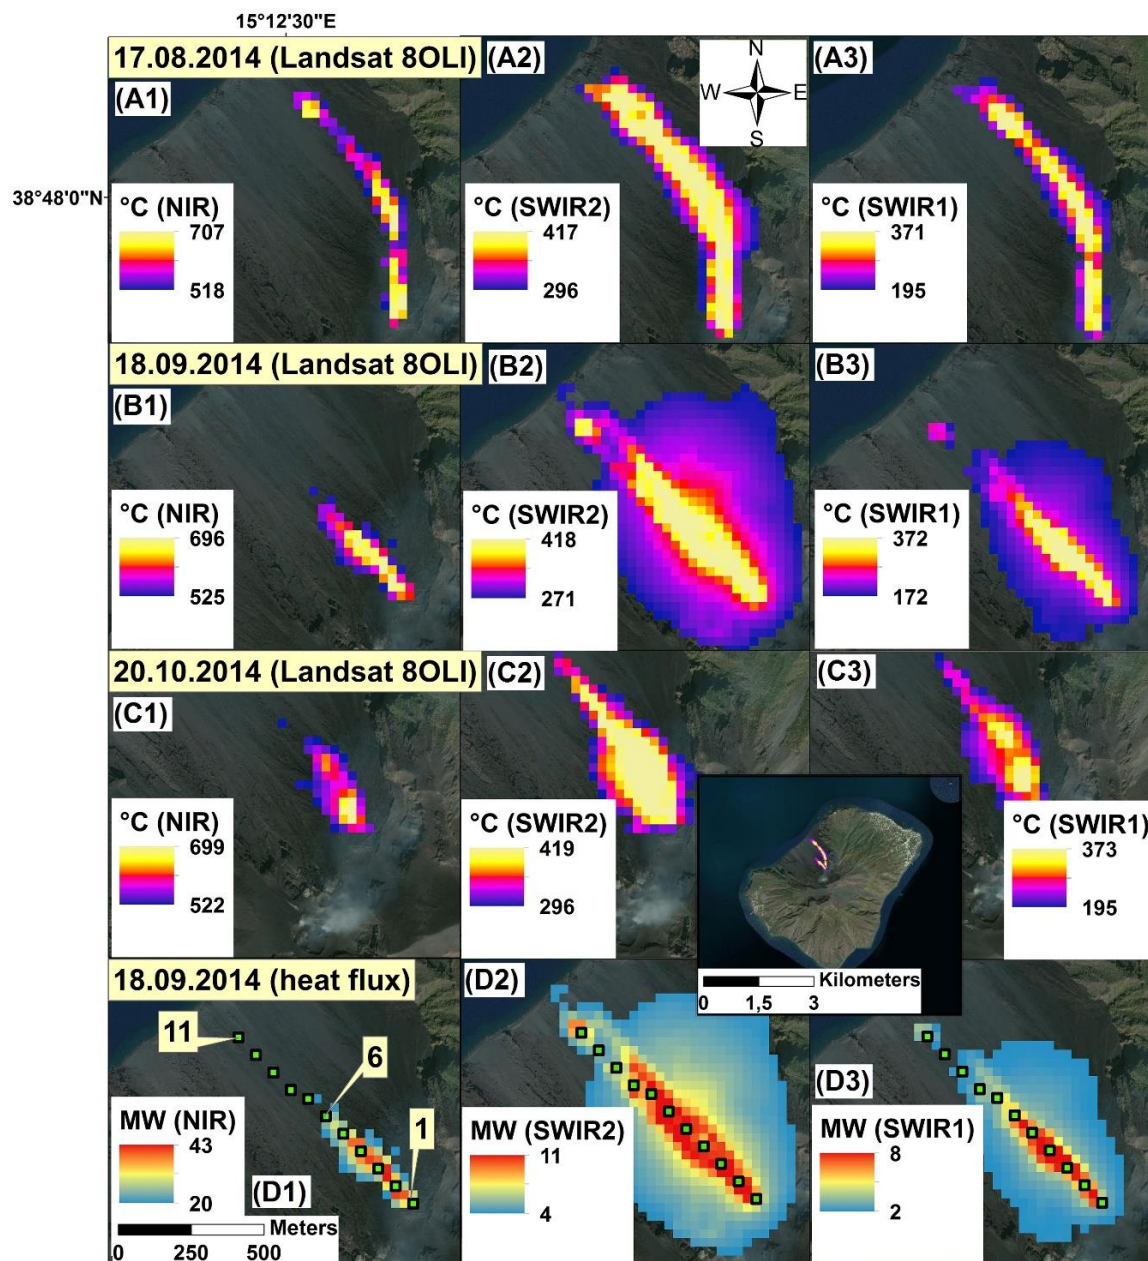 15°12'30"E
17.08.2014 (Landsat 8OLI)
(A1)
(A2)
N
W E
S
(A3)
38°48'0"N
°C (NIR)
707
518
°C (SWIR2)
417
296
°C (SWIR1)
371
195
18.09.2014 (Landsat 8OLI)
(B1)
(B2)
(B3)
°C (NIR)
696
525
°C (SWIR2)
418
271
°C (SWIR1)
372
172
20.10.2014 (Landsat 8OLI)
(C1)
(C2)
(C3)
°C (NIR)
699
522
°C (SWIR2)
419
296
°C (SWIR1)
373
195
Kilometers
0 1,5 3
18.09.2014 (heat flux)
(D2)
(D3)
11
6
1
MW (NIR)
43
20
(D1)
Meters
0 250 500
MW (SWIR2)
11
4
MW (SWIR1)
8
2